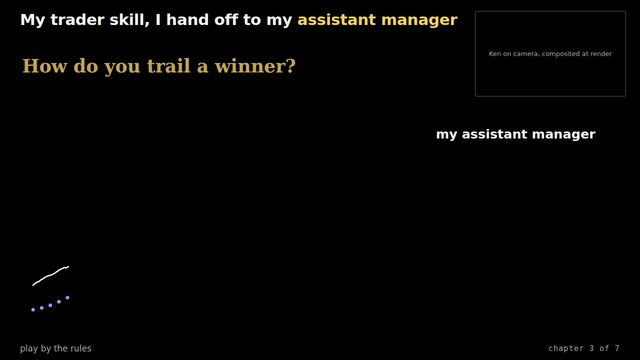 My trader skill, I hand off to my assistant manager
How do you trail a winner?
Ken on camera, composited at render
my assistant manager
play by the rules
chapter 3 of 7